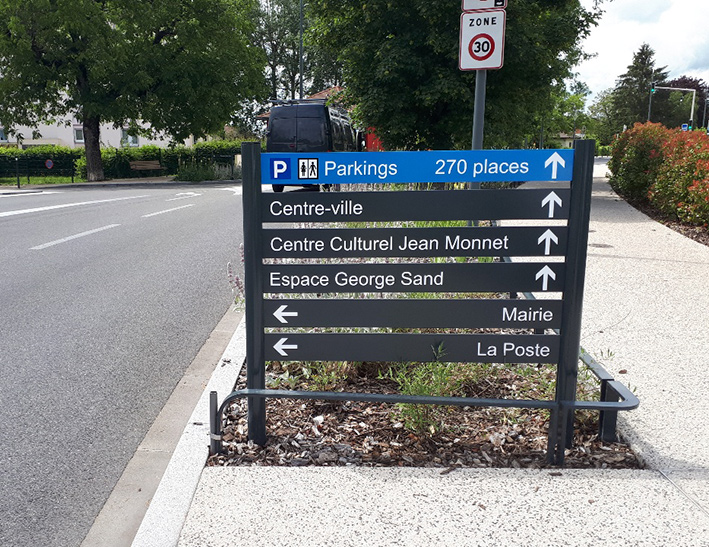 ZONE
30
P Parkings 270 places
Centre-ville
Centre Culturel Jean Monnet
Espace George Sand
Mairie
La Poste